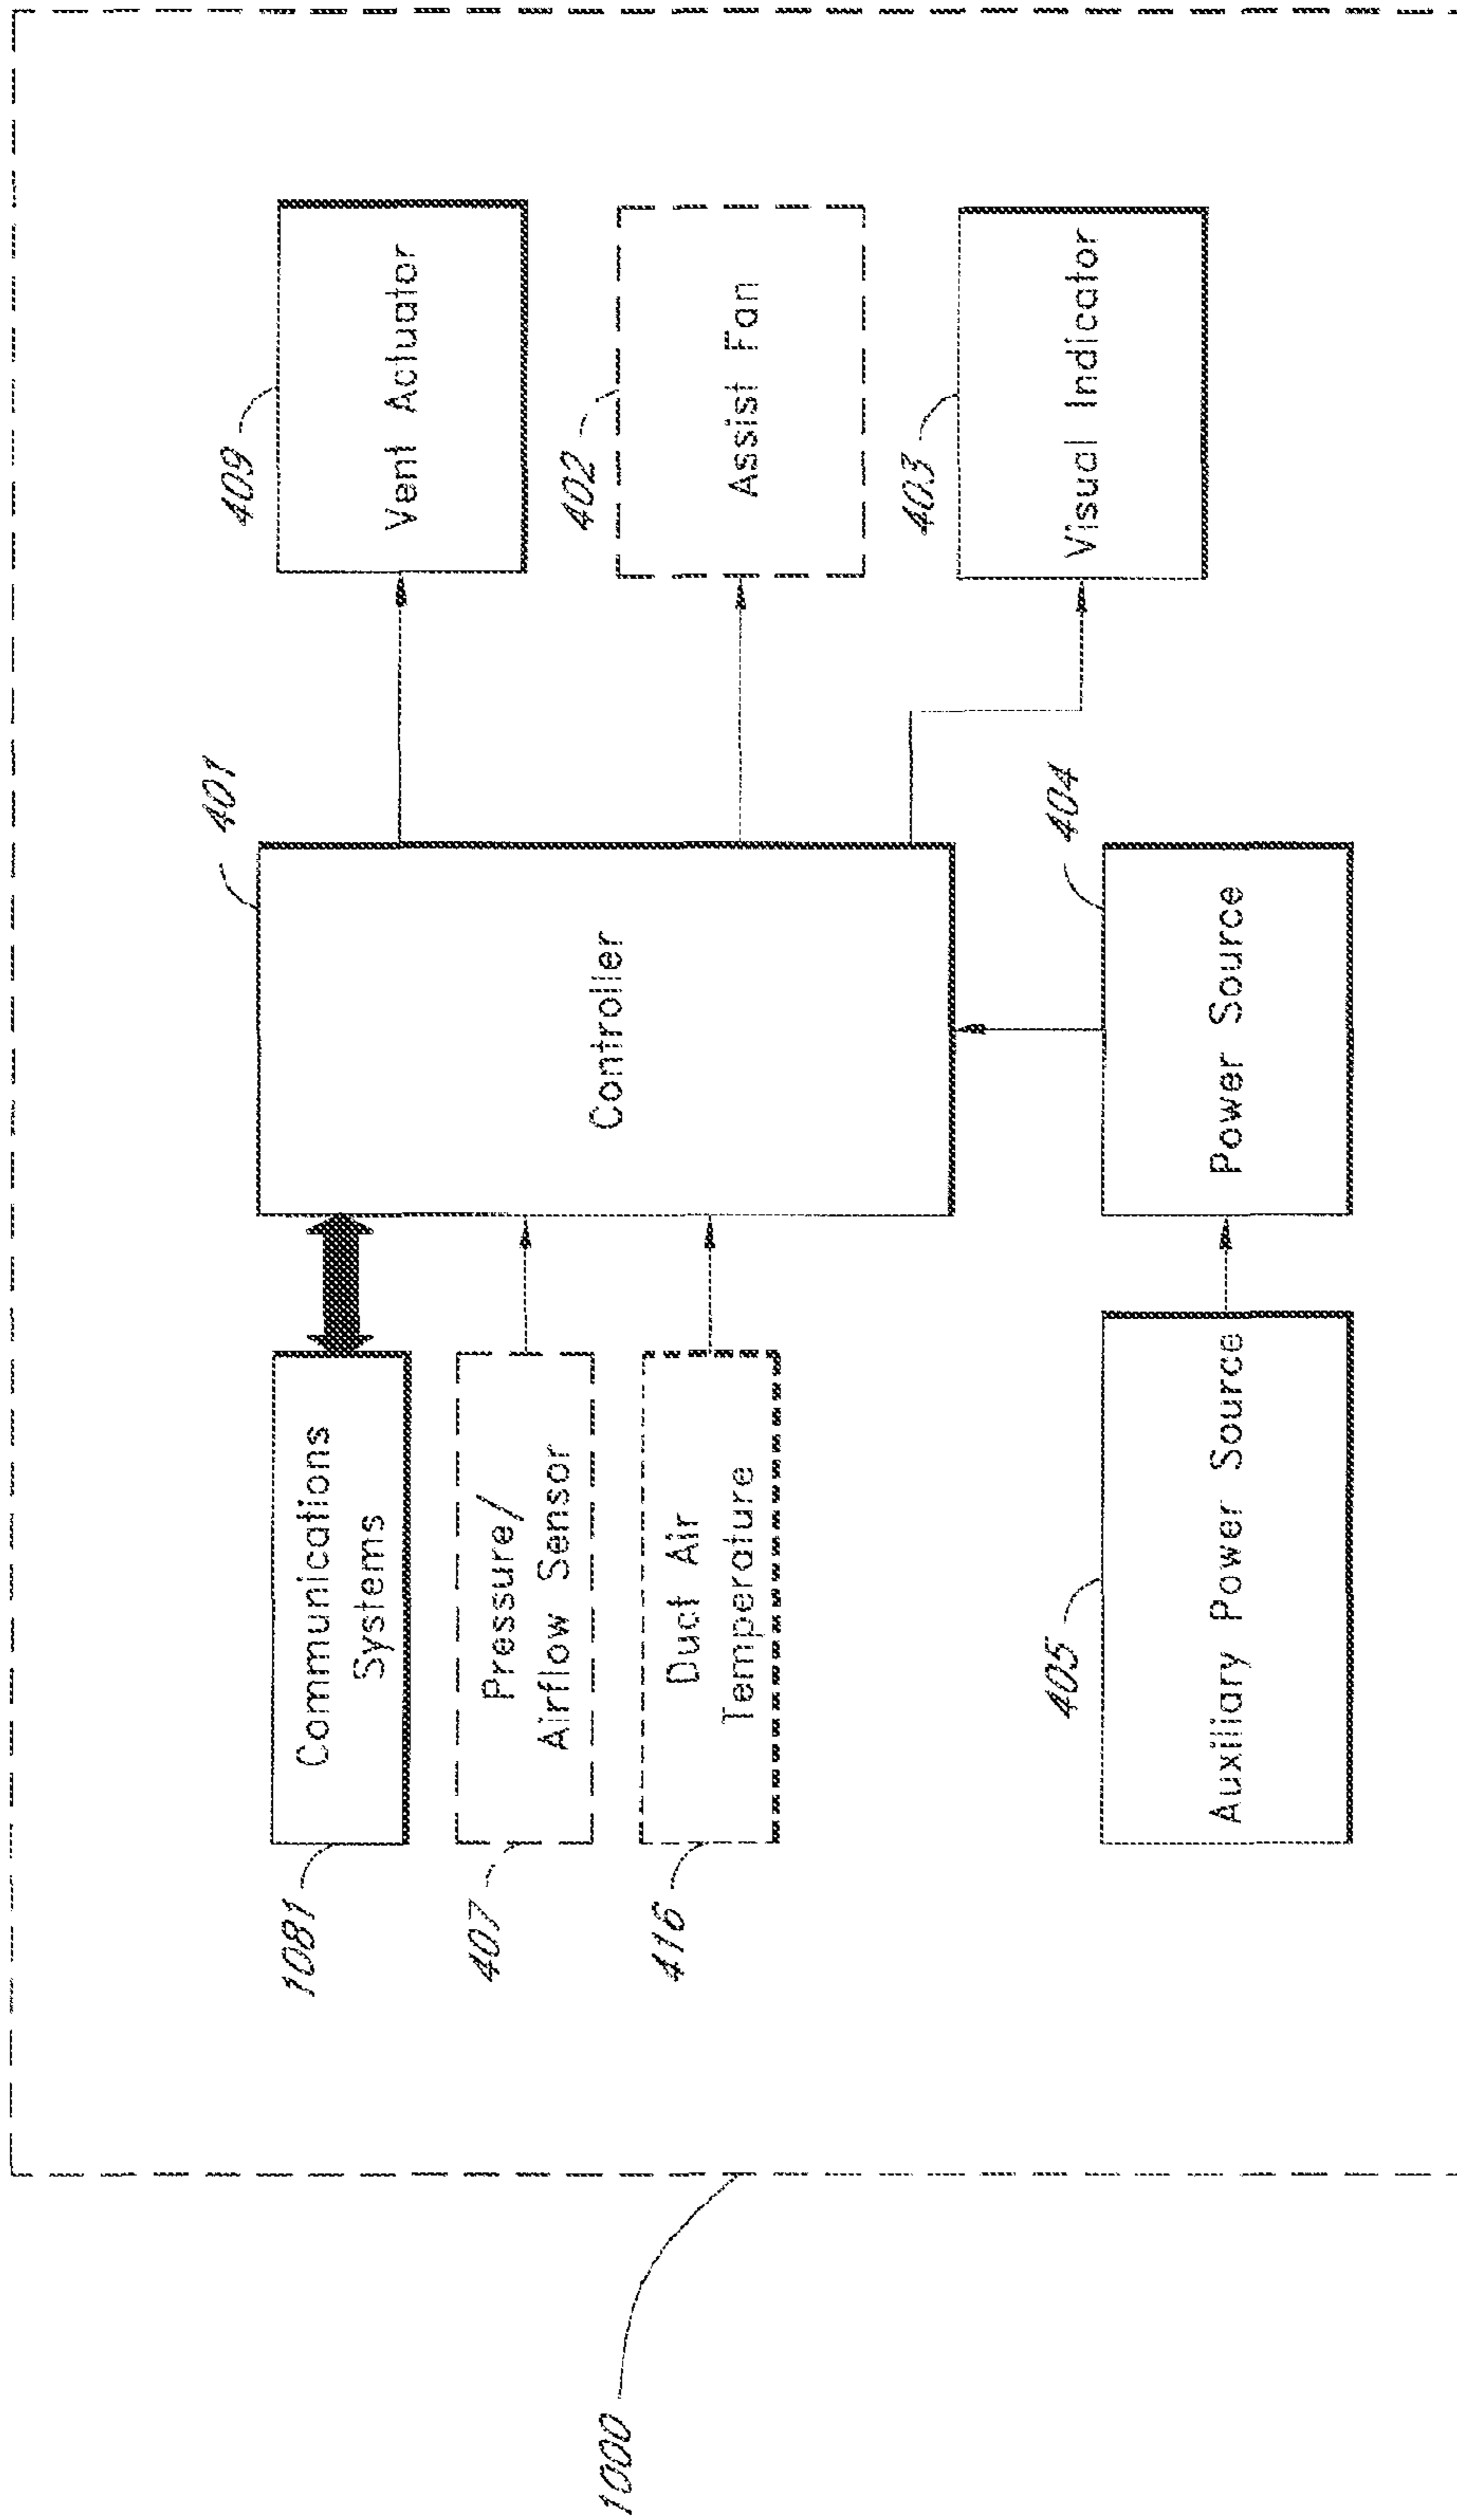 1081
Communications
Systems
407
Pressure/
Airflow Sensor
416
Duct Air
Temperature
401
Controller
409
Vent Actuator
402
Assist Fan
403
Visual Indicator
405
Auxiliary Power Source
404
Power Source
1000